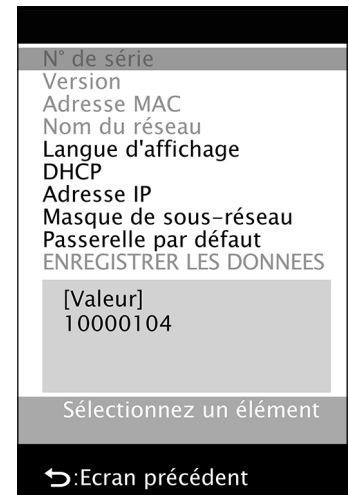 N° de série
Version
Adresse MAC
Nom du réseau
Langue d'affichage
DHCP
Adresse IP
Masque de sous-réseau
Passerelle par défaut
ENREGISTRER LES DONNEES
[Valeur]
10000104
Sélectionnez un élément
⮌:Ecran précédent